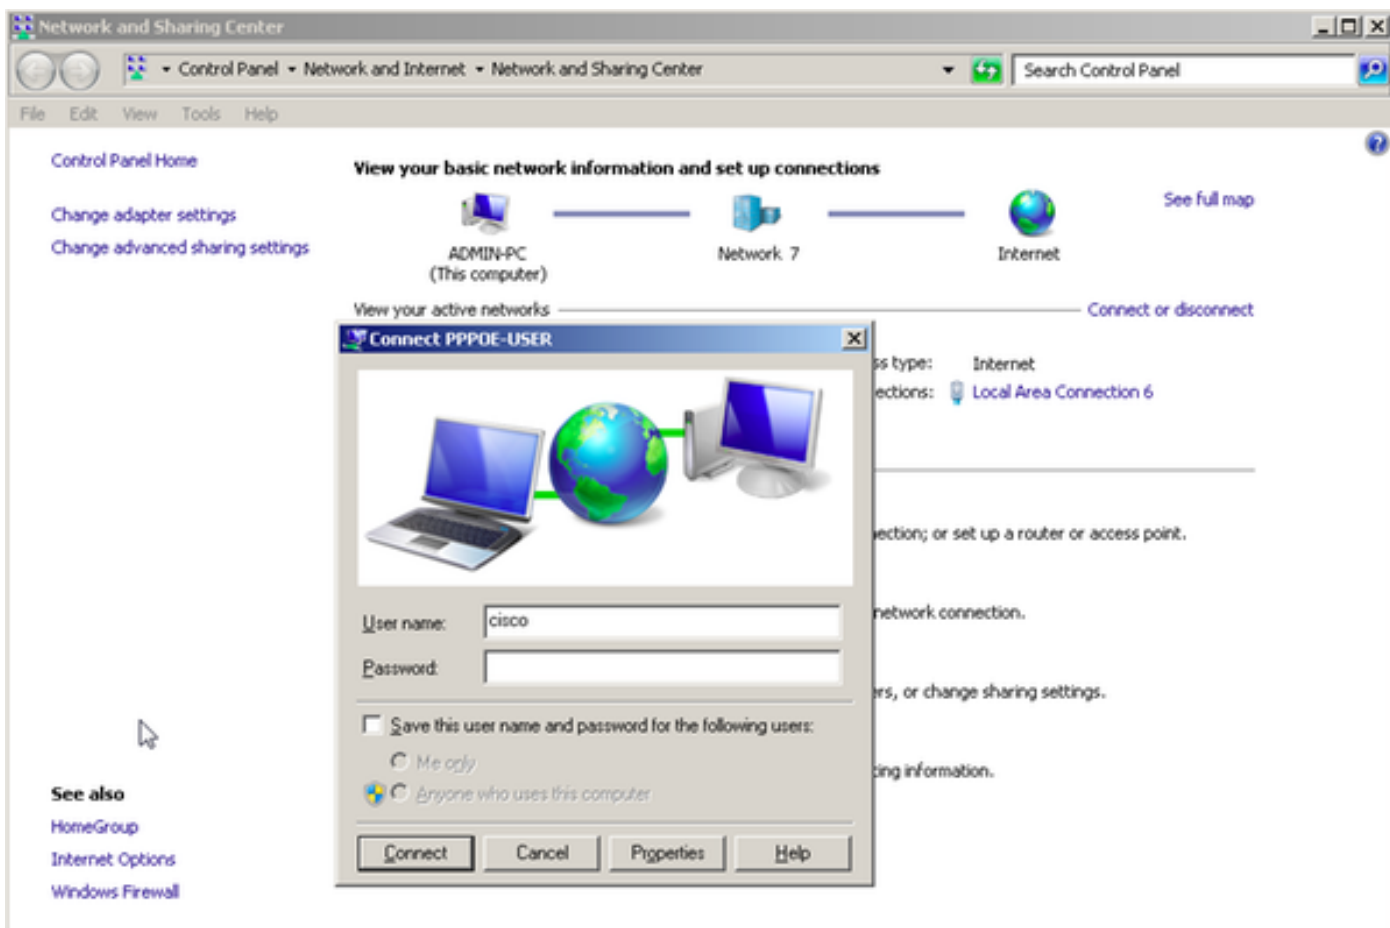 Network and Sharing Center
Control Panel Network and Internet Network and Sharing Center
Search Control Panel
File Edit View Tools Help
Control Panel Home
Change adapter settings
Change advanced sharing settings
View your basic network information and set up connections
See full map
ADMIN-PC
(This computer)
Network 7
Internet
View your active networks
Connect or disconnect
ss type: Internet
ections: Local Area Connection 6
ection; or set up a router or access point.
network connection.
rs, or change sharing settings.
ting information.
Connect PPPOE-USER
User name: cisco
Password:
Save this user name and password for the following users:
Me only
Anyone who uses this computer
Connect Cancel Properties Help
See also
HomeGroup
Internet Options
Windows Firewall